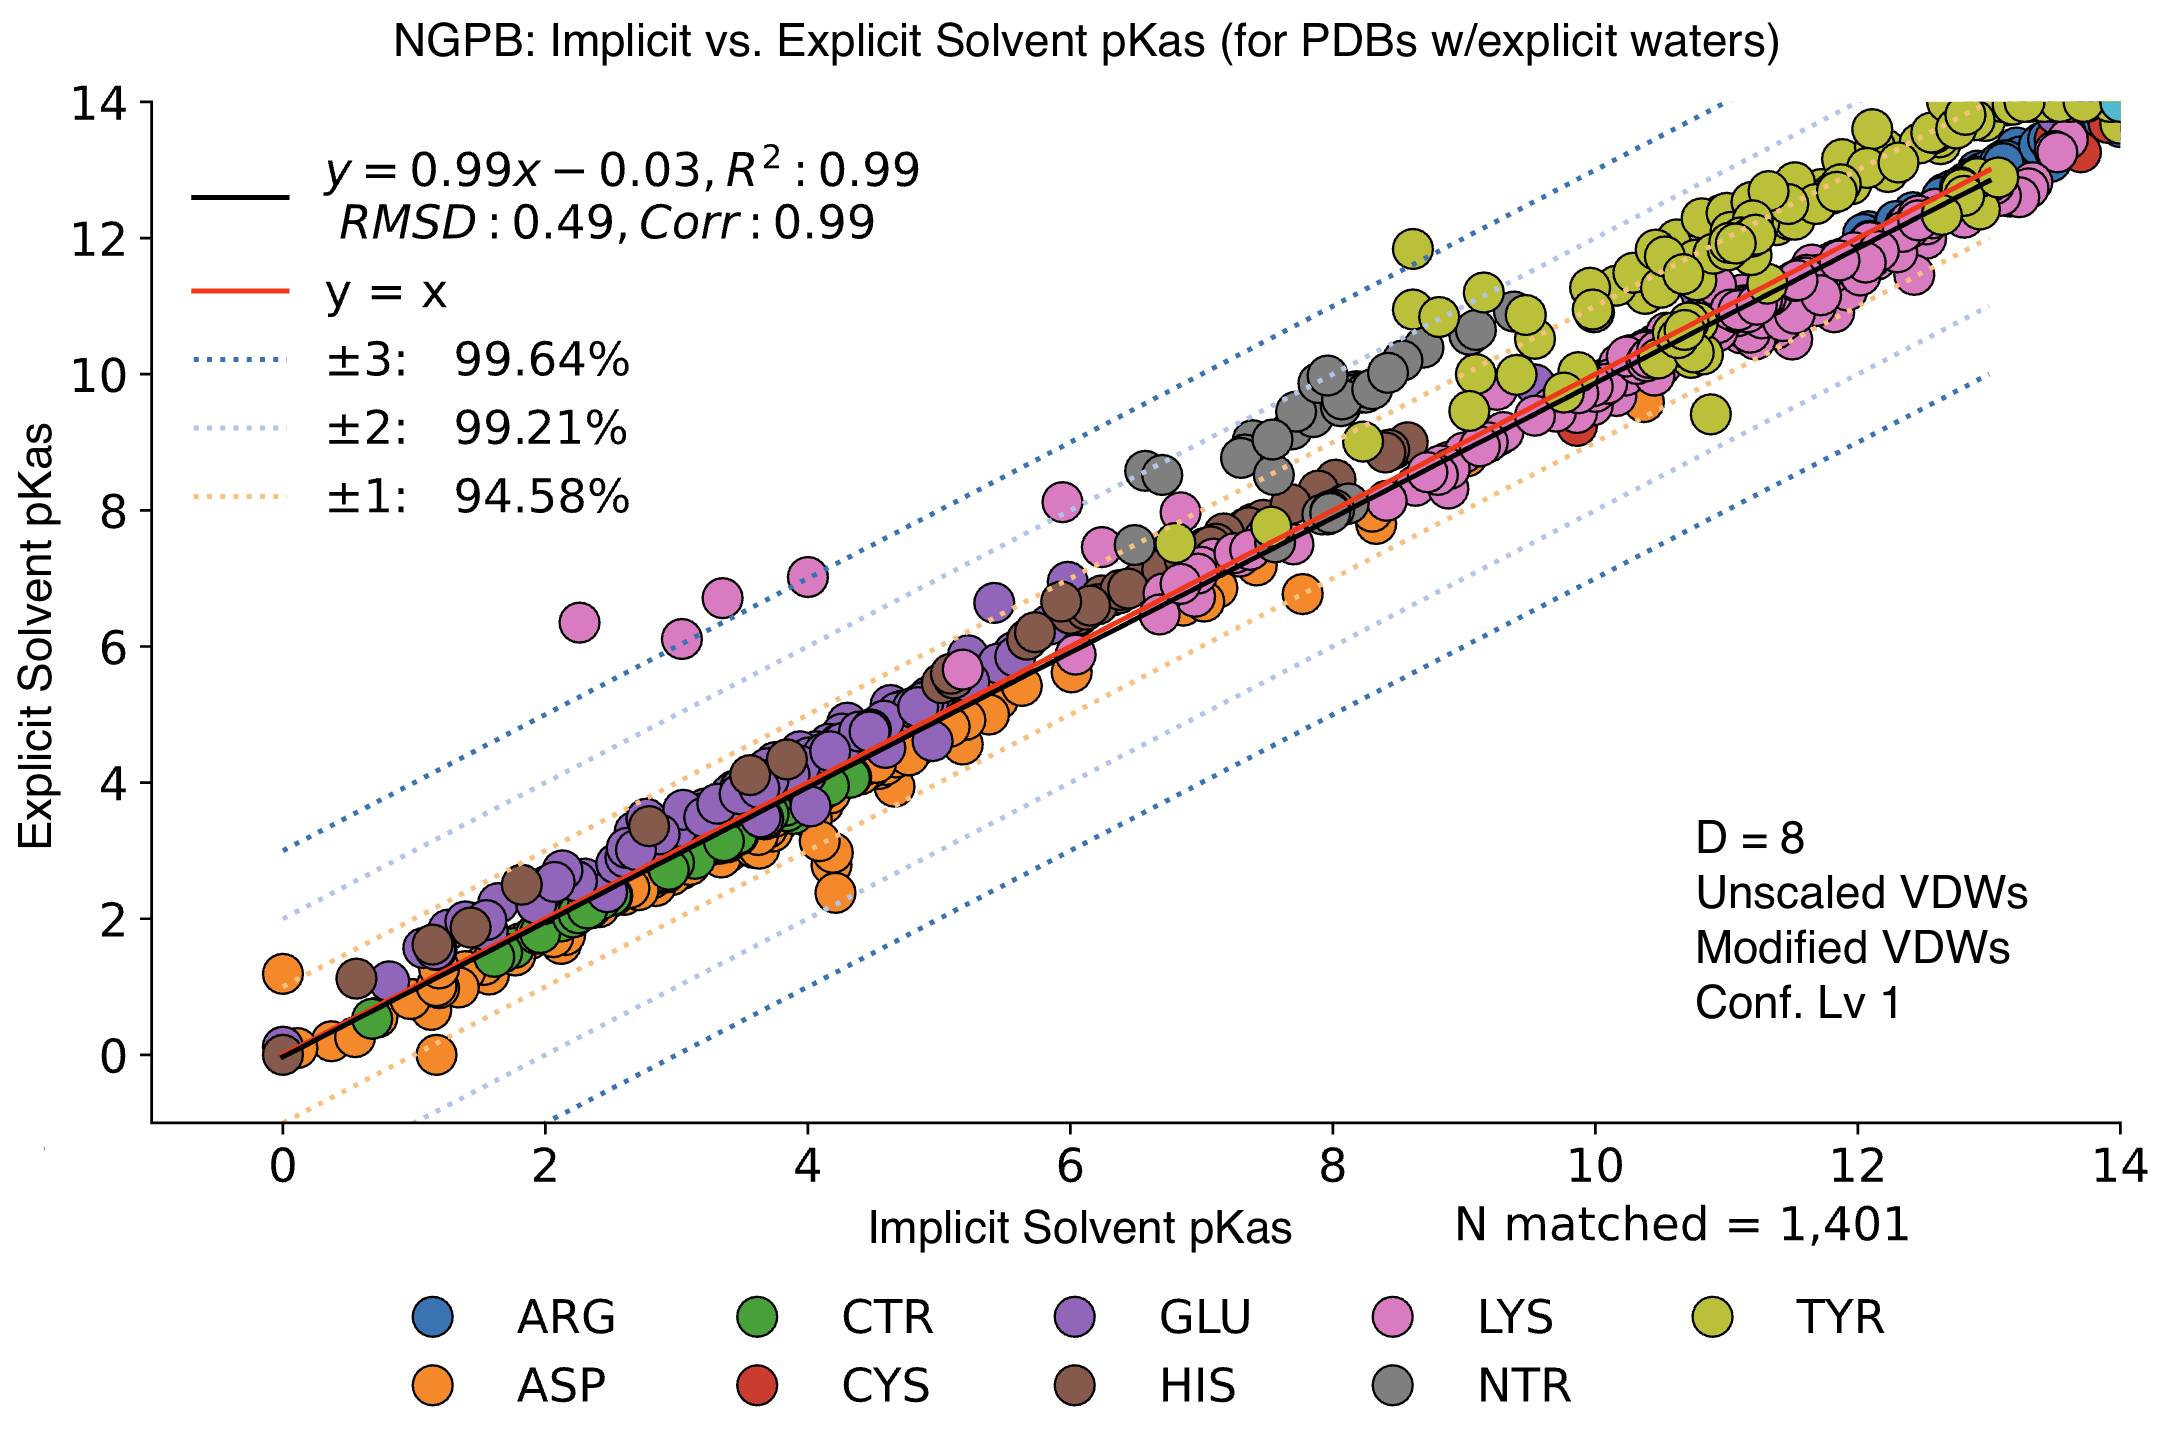 NGPB: Implicit vs. Explicit Solvent pKas (for PDBs w/explicit waters)
14
12
10
8
6
4
2
0
Explicit Solvent pKas
y = 0.99x − 0.03, R² : 0.99
RMSD : 0.49, Corr : 0.99
y = x
±3: 99.64%
±2: 99.21%
±1: 94.58%
D = 8
Unscaled VDWs
Modified VDWs
Conf. Lv 1
0 2 4 6 8 10 12 14
Implicit Solvent pKas
N matched = 1,401
ARG CTR GLU LYS TYR
ASP CYS HIS NTR